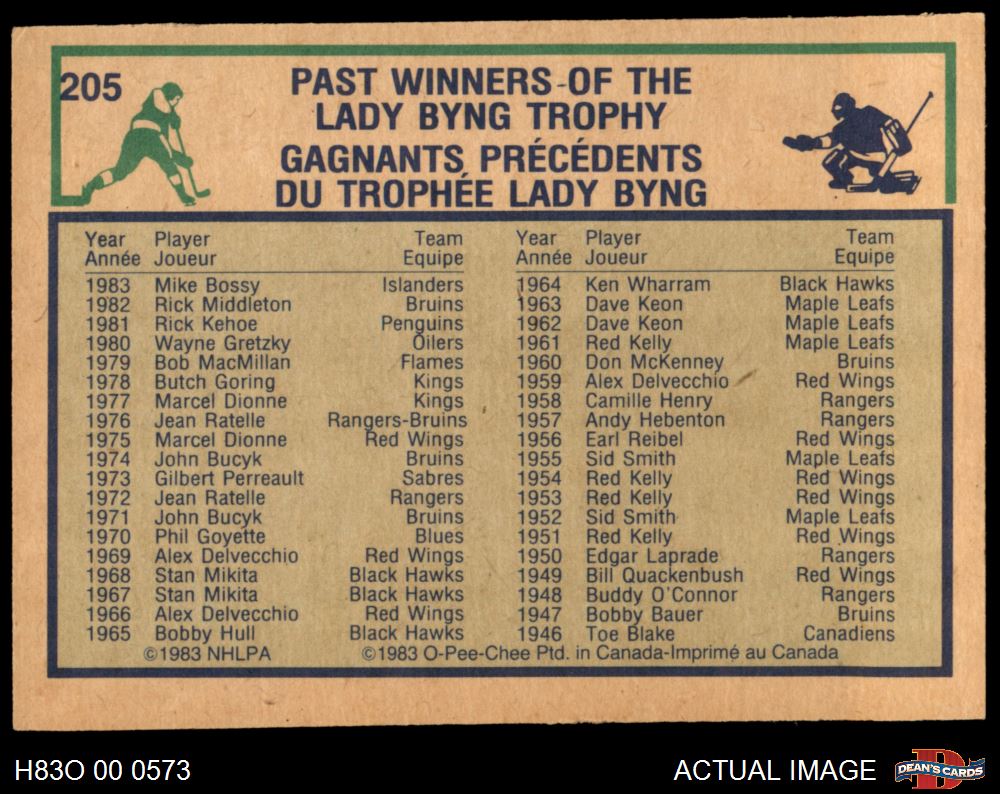 205
PAST WINNERS OF THE
LADY BYNG TROPHY
GAGNANTS PRÉCÉDENTS
DU TROPHÉE LADY BYNG
Year Player Team
Année Joueur Equipe
1983 Mike Bossy Islanders
1982 Rick Middleton Bruins
1981 Rick Kehoe Penguins
1980 Wayne Gretzky Oilers
1979 Bob MacMillan Flames
1978 Butch Goring Kings
1977 Marcel Dionne Kings
1976 Jean Ratelle Rangers-Bruins
1975 Marcel Dionne Red Wings
1974 John Bucyk Bruins
1973 Gilbert Perreault Sabres
1972 Jean Ratelle Rangers
1971 John Bucyk Bruins
1970 Phil Goyette Blues
1969 Alex Delvecchio Red Wings
1968 Stan Mikita Black Hawks
1967 Stan Mikita Black Hawks
1966 Alex Delvecchio Red Wings
1965 Bobby Hull Black Hawks
Year Player Team
Année Joueur Equipe
1964 Ken Wharram Black Hawks
1963 Dave Keon Maple Leafs
1962 Dave Keon Maple Leafs
1961 Red Kelly Maple Leafs
1960 Don McKenney Bruins
1959 Alex Delvecchio Red Wings
1958 Camille Henry Rangers
1957 Andy Hebenton Rangers
1956 Earl Reibel Red Wings
1955 Sid Smith Maple Leafs
1954 Red Kelly Red Wings
1953 Red Kelly Red Wings
1952 Sid Smith Maple Leafs
1951 Red Kelly Red Wings
1950 Edgar Laprade Rangers
1949 Bill Quackenbush Red Wings
1948 Buddy O'Connor Rangers
1947 Bobby Bauer Bruins
1946 Toe Blake Canadiens
©1983 NHLPA ©1983 O-Pee-Chee Ptd. in Canada-Imprimé au Canada
H83O 00 0573 ACTUAL IMAGE
DEAN'S CARDS